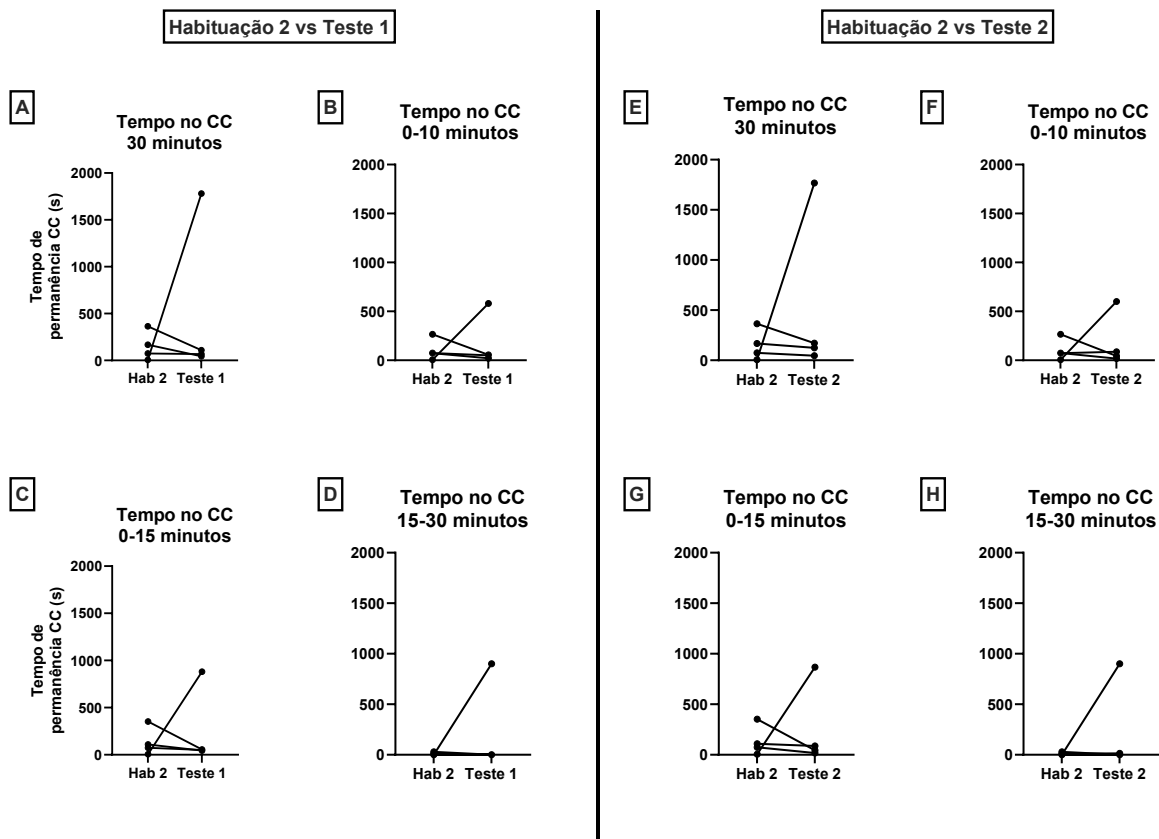 Habituação 2 vs Teste 1
A
Tempo no CC
30 minutos
Tempo de
permanência CC (s)
2000
1500
1000
500
0
Hab 2 Teste 1
B
Tempo no CC
0-10 minutos
2000
1500
1000
500
0
Hab 2 Teste 1
C
Tempo no CC
0-15 minutos
Tempo de
permanência CC (s)
2000
1500
1000
500
0
Hab 2 Teste 1
D
Tempo no CC
15-30 minutos
2000
1500
1000
500
0
Hab 2 Teste 1
Habituação 2 vs Teste 2
E
Tempo no CC
30 minutos
2000
1500
1000
500
0
Hab 2 Teste 2
F
Tempo no CC
0-10 minutos
2000
1500
1000
500
0
Hab 2 Teste 2
G
Tempo no CC
0-15 minutos
2000
1500
1000
500
0
Hab 2 Teste 2
H
Tempo no CC
15-30 minutos
2000
1500
1000
500
0
Hab 2 Teste 2